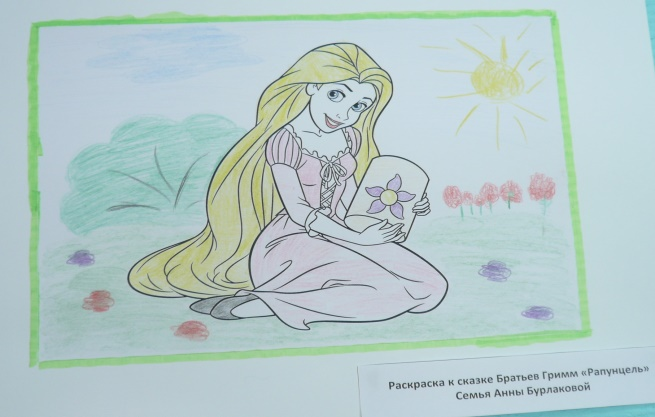 Раскраска к сказке Братьев Гримм «Рапунцель»
Семья Анны Бурлаковой